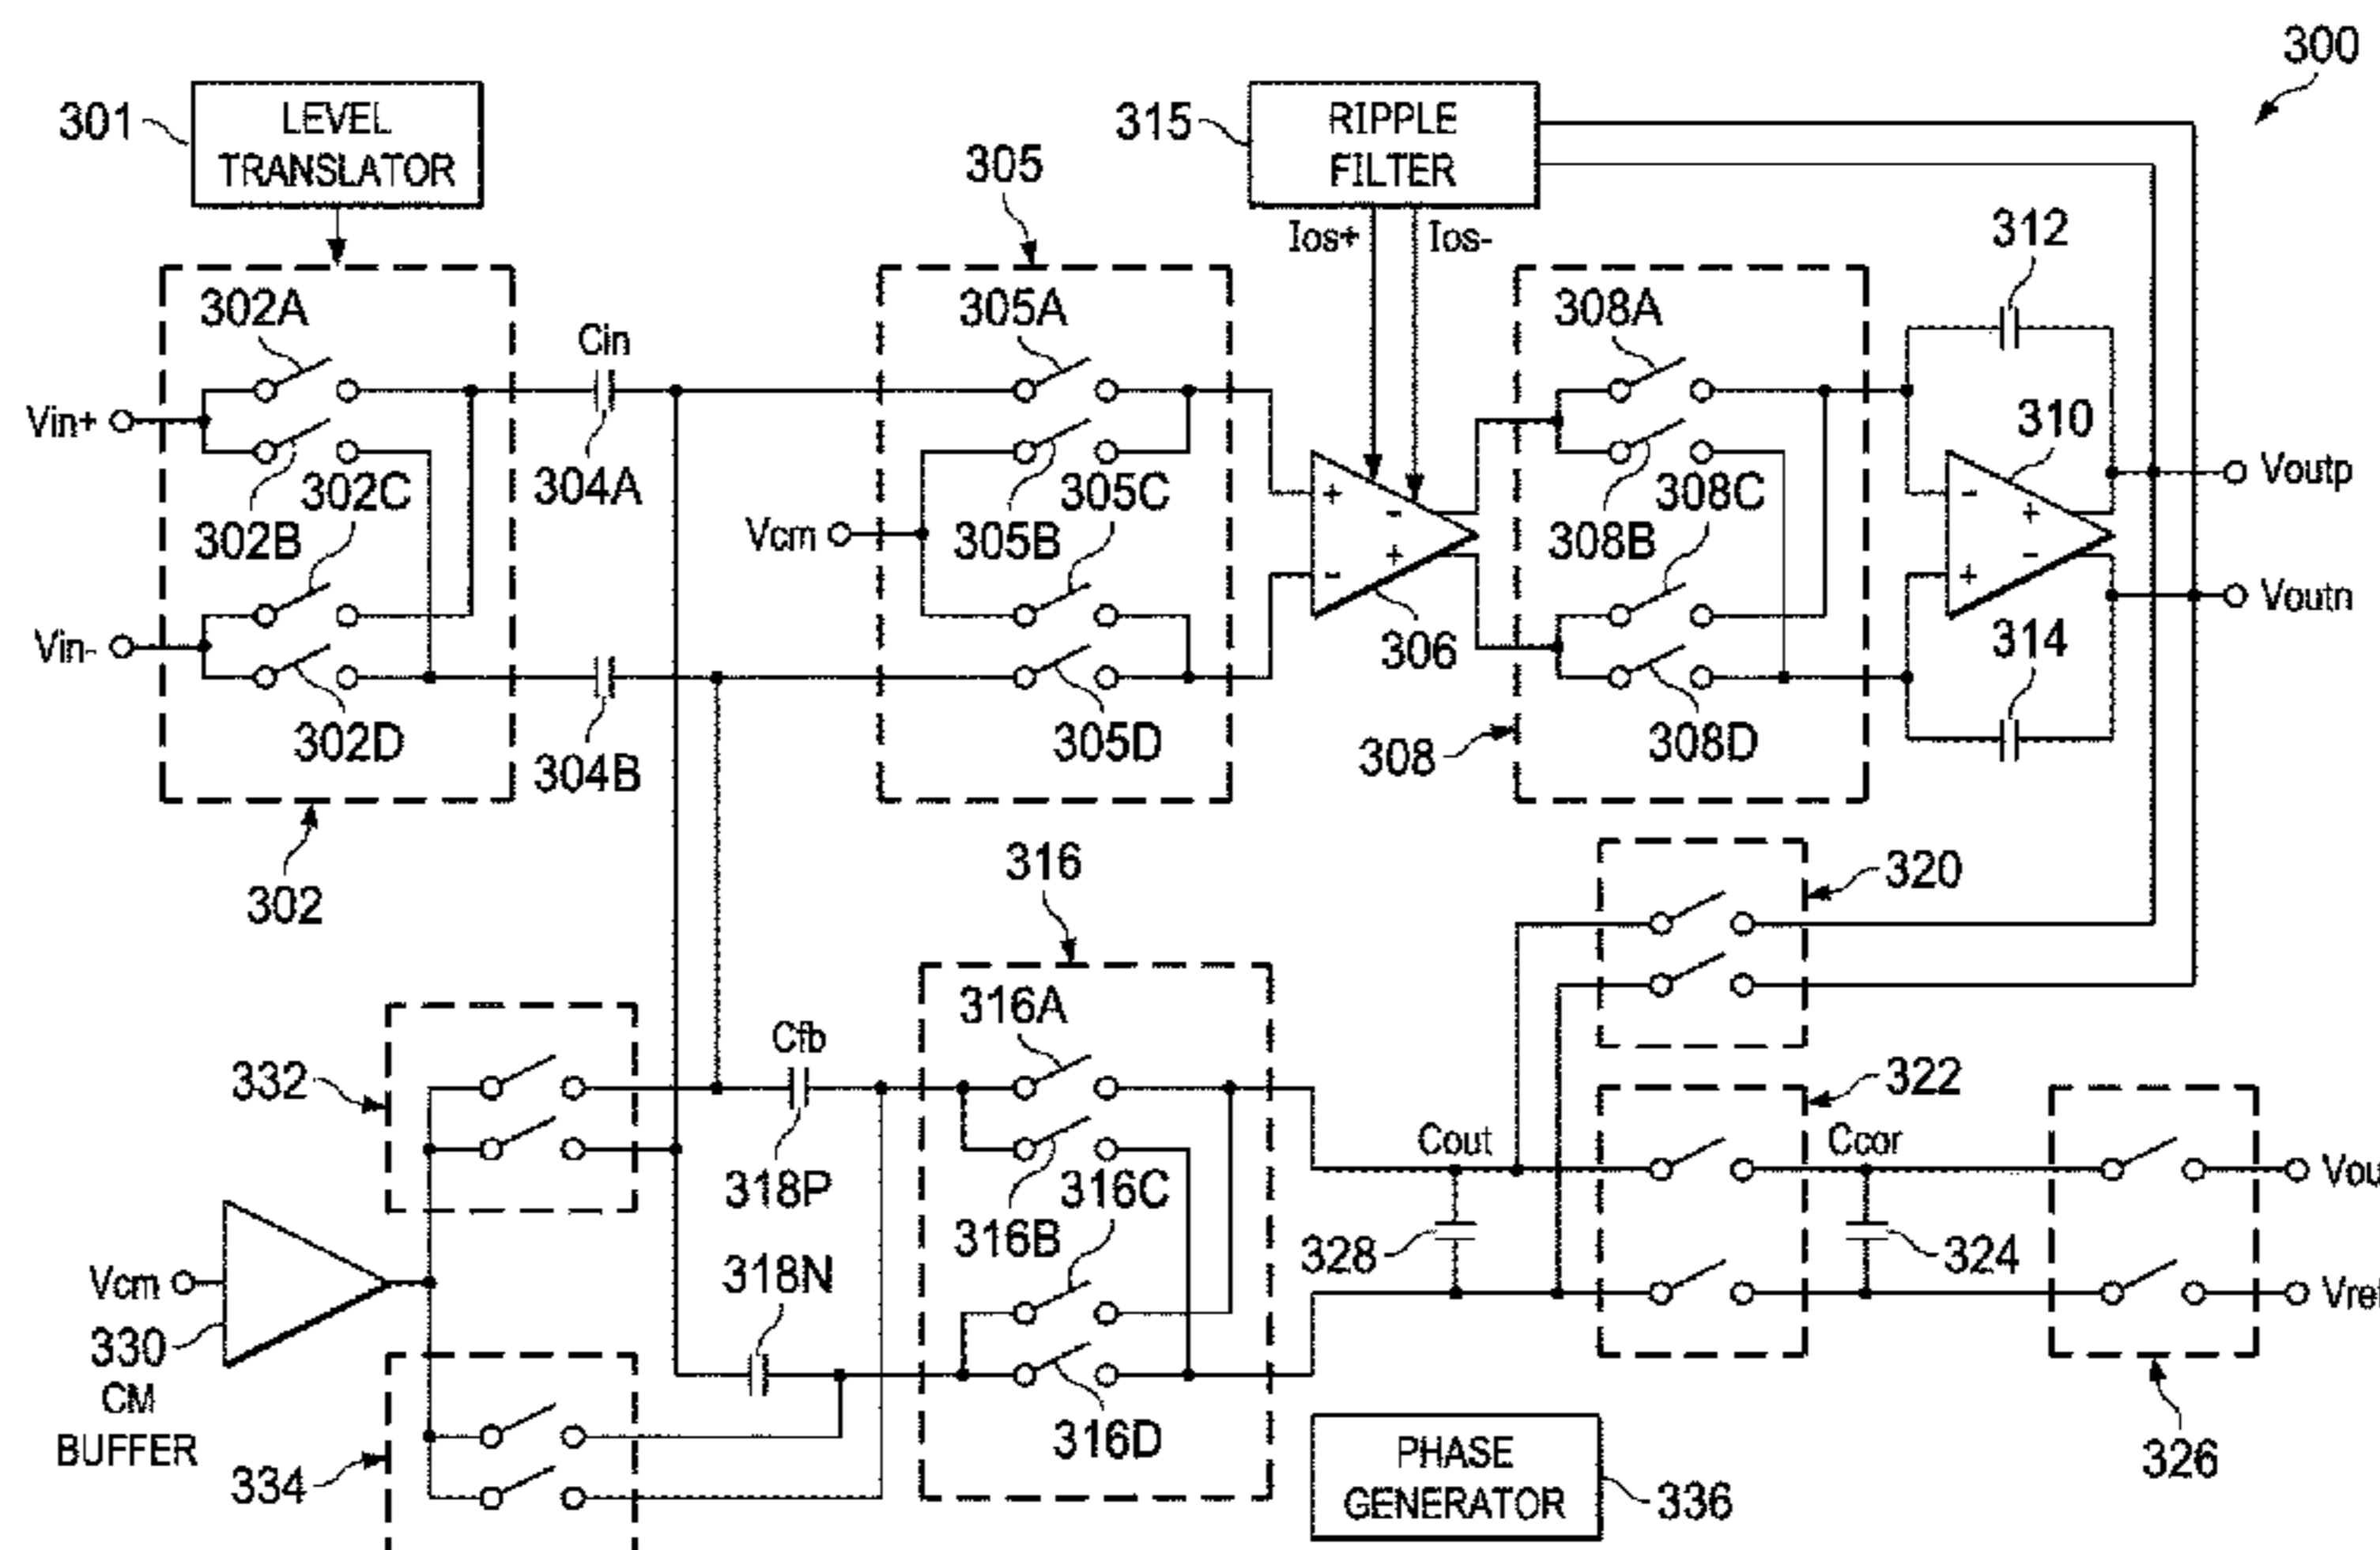 300
301
LEVEL
TRANSLATOR
315
RIPPLE
FILTER
305
Ios+
Ios-
312
302A
Cin
305A
308A
Vin+
304A
302C
302B
Vcm
305C
305B
308C
308B
310
Voutp
+
-
-
+
-
+
+
-
Voutn
Vin-
306
314
302D
304B
305D
308
308D
302
316
320
332
Cfb
316A
322
318P
316C
316B
Cout
Ccor
Vou
Vcm
318N
328
324
Vref
330
CM
BUFFER
316D
334
PHASE
GENERATOR
336
326